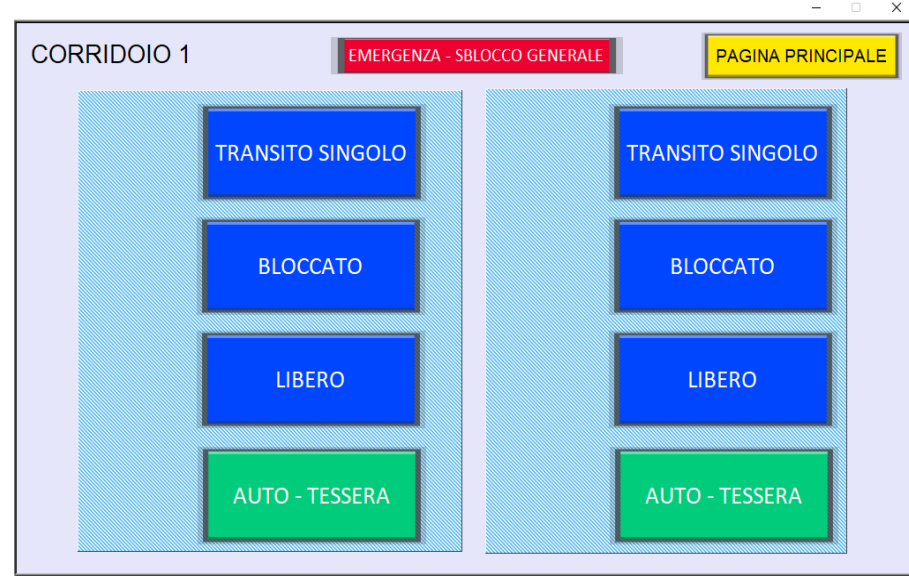 CORRIDOIO 1
EMERGENZA - SBLOCCO GENERALE
PAGINA PRINCIPALE
TRANSITO SINGOLO
BLOCCATO
LIBERO
AUTO - TESSERA
TRANSITO SINGOLO
BLOCCATO
LIBERO
AUTO - TESSERA